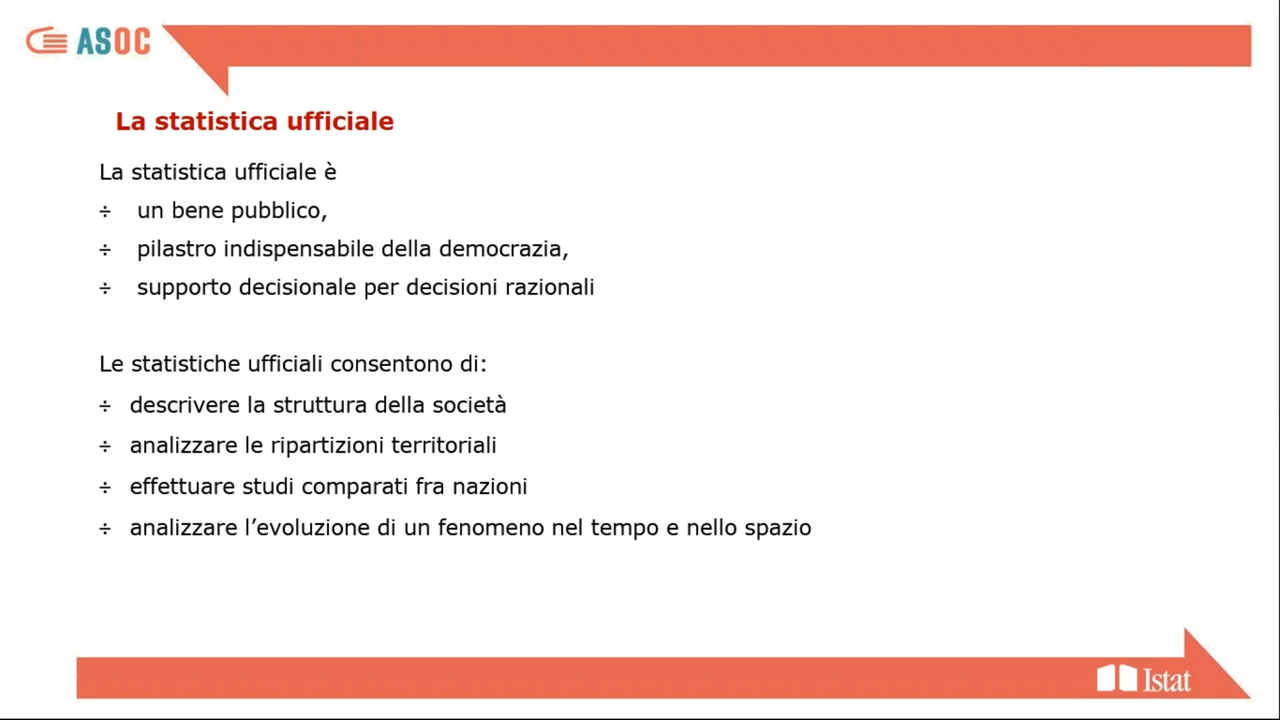 ASOC
La statistica ufficiale
La statistica ufficiale è
÷ un bene pubblico,
÷ pilastro indispensabile della democrazia,
÷ supporto decisionale per decisioni razionali
Le statistiche ufficiali consentono di:
÷ descrivere la struttura della società
÷ analizzare le ripartizioni territoriali
÷ effettuare studi comparati fra nazioni
÷ analizzare l’evoluzione di un fenomeno nel tempo e nello spazio
Istat